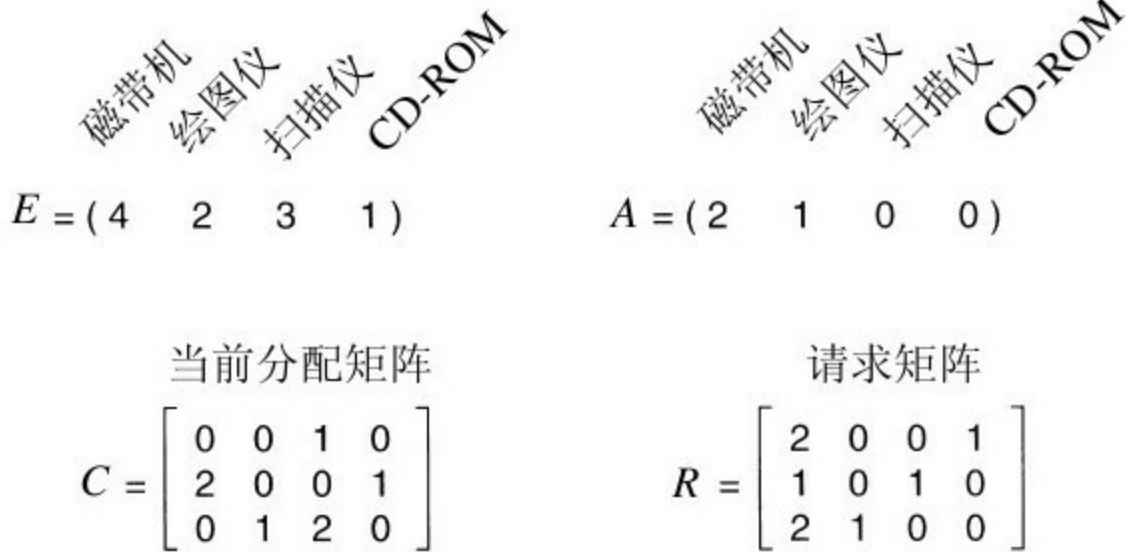 磁带机 绘图仪 扫描仪 CD-ROM
磁带机 绘图仪 扫描仪 CD-ROM
E = ( 4 2 3 1 )
A = ( 2 1 0 0 )
当前分配矩阵
请求矩阵
C = [ 0 0 1 0
2 0 0 1
0 1 2 0 ]
R = [ 2 0 0 1
1 0 1 0
2 1 0 0 ]